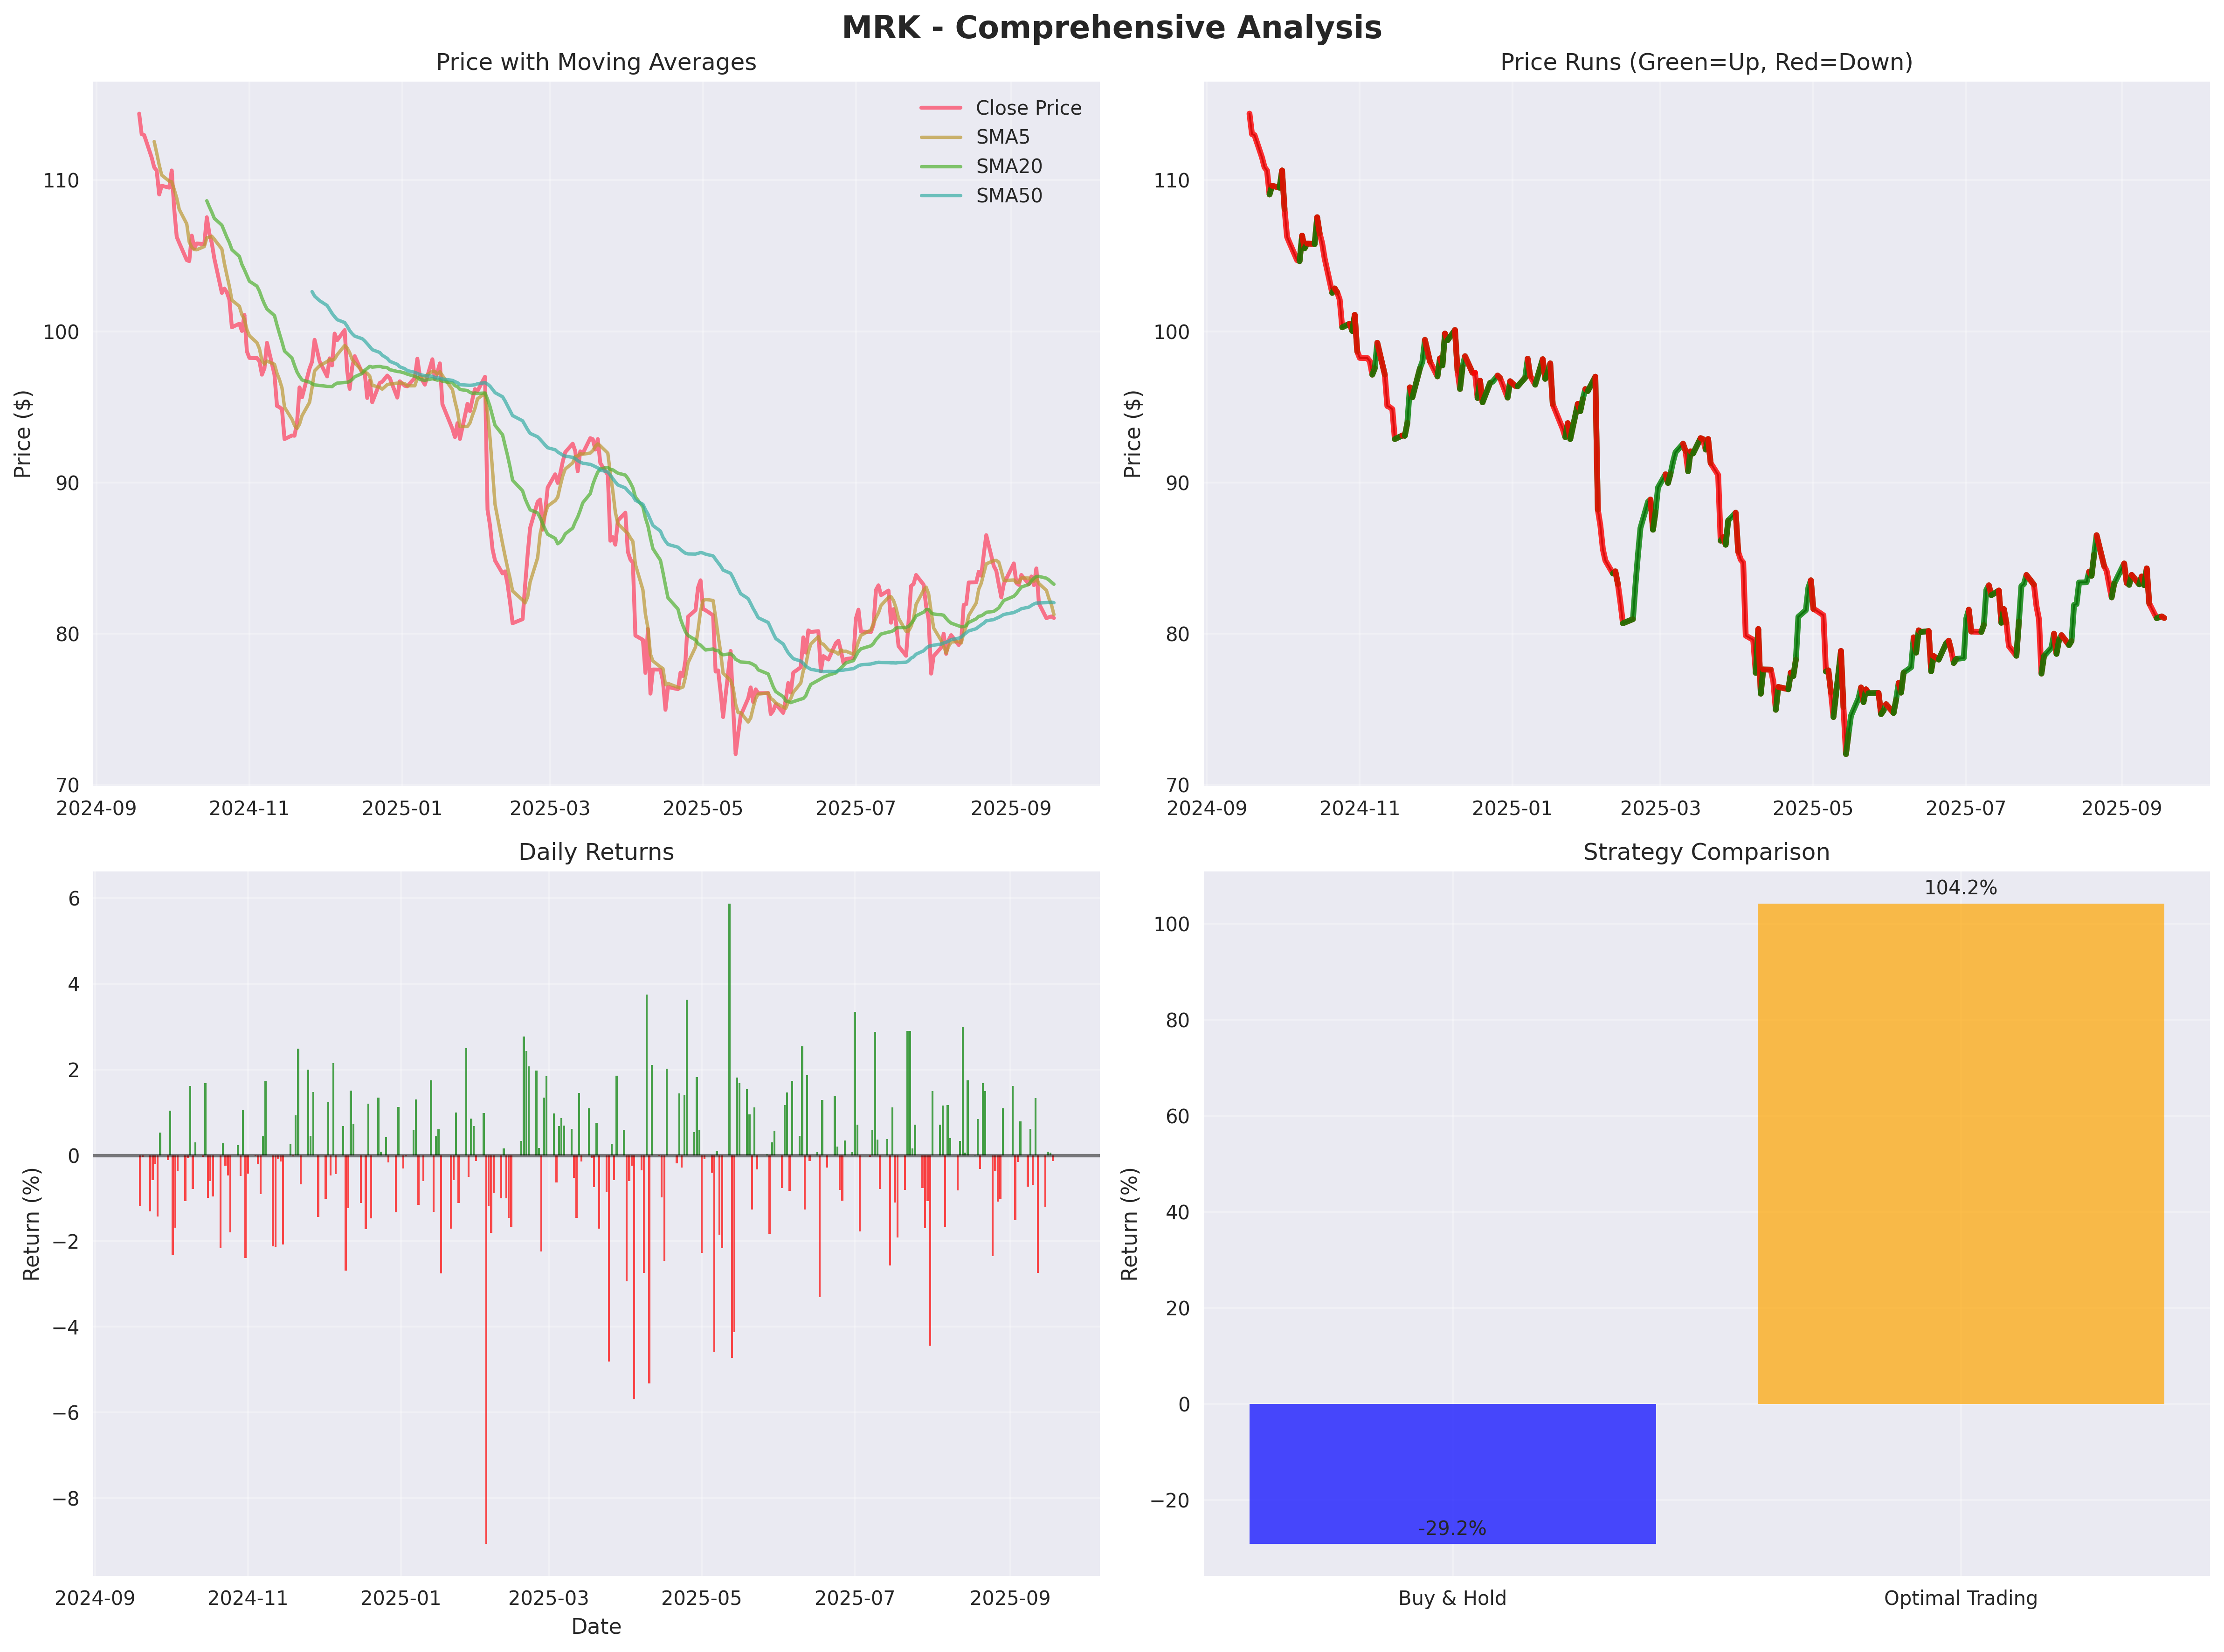 MRK - Comprehensive Analysis
Price with Moving Averages
Price ($)
110
100
90
80
70
Close Price
SMA5
SMA20
SMA50
2024-09 2024-11 2025-01 2025-03 2025-05 2025-07 2025-09
Price Runs (Green=Up, Red=Down)
Price ($)
110
100
90
80
70
2024-09 2024-11 2025-01 2025-03 2025-05 2025-07 2025-09
Daily Returns
Return (%)
6
4
2
0
−2
−4
−6
−8
2024-09 2024-11 2025-01 2025-03 2025-05 2025-07 2025-09
Date
Strategy Comparison
Return (%)
104.2%
100
80
60
40
20
0
−20
-29.2%
Buy & Hold Optimal Trading